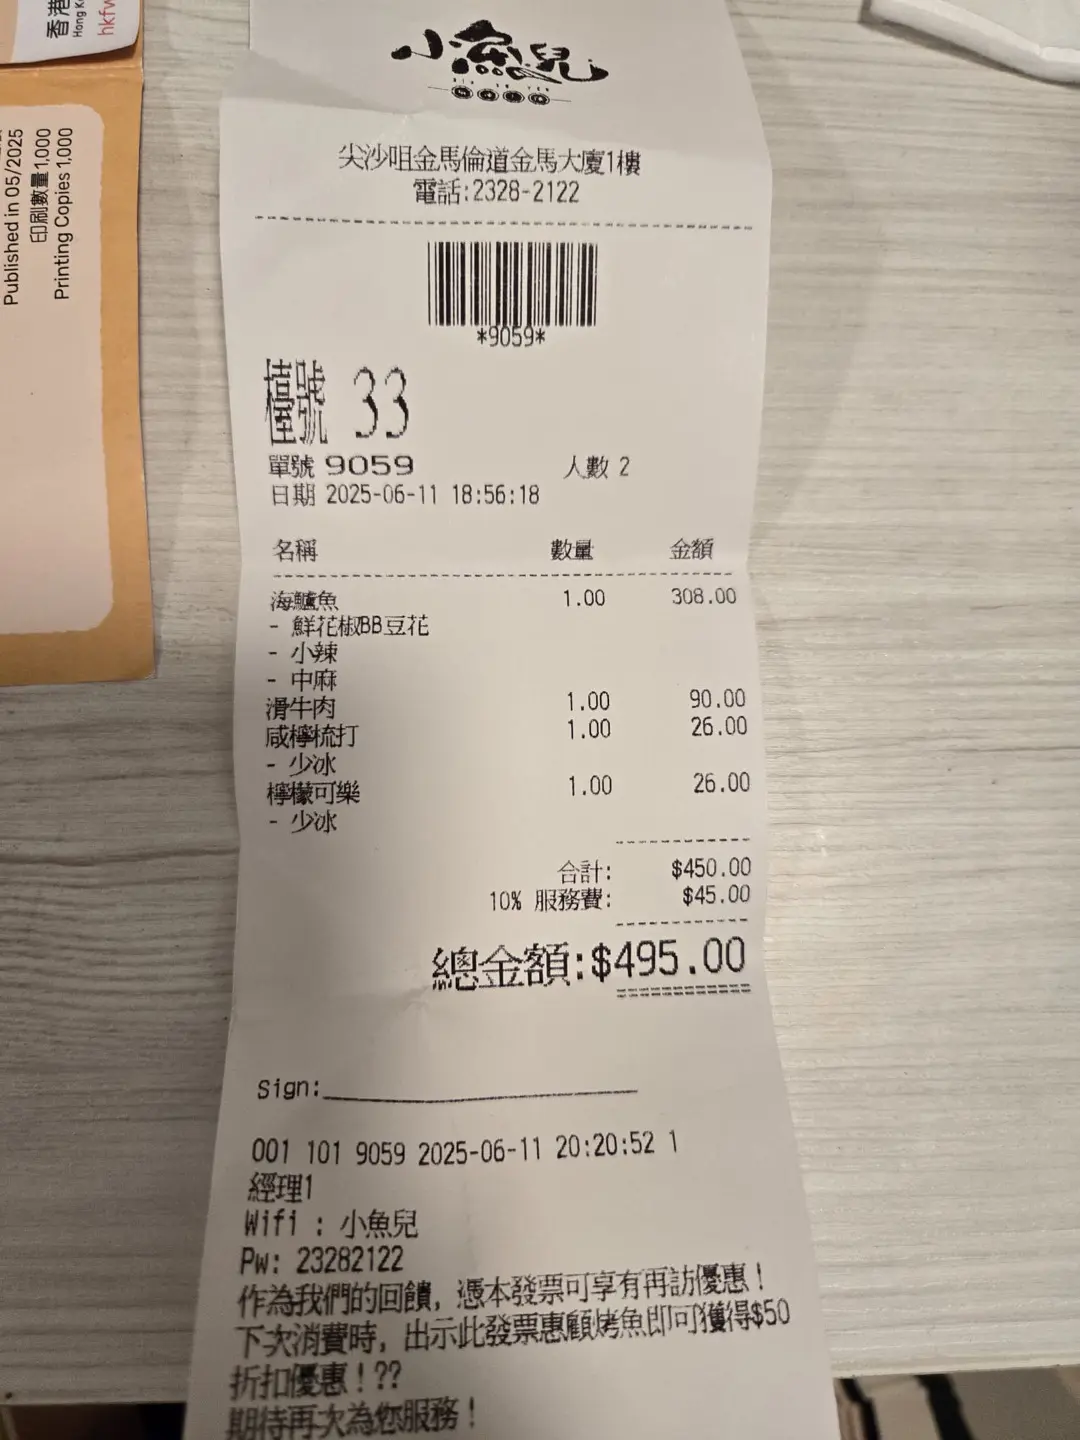 香港
Hong K
hkfw
Published in 05/2025
印刷數量 1,000
Printing Copies 1,000
小魚兒
尖沙咀金馬倫道金馬大廈1樓
電話:2328-2122
*9059*
檯號 33
單號 9059 人數 2
日期 2025-06-11 18:56:18
名稱 數量 金額
海鱸魚 1.00 308.00
- 鮮花椒BB豆花
- 小辣
- 中麻
滑牛肉 1.00 90.00
咸檸梳打 1.00 26.00
- 少冰
檸檬可樂 1.00 26.00
- 少冰
合計: $450.00
10% 服務費: $45.00
總金額:$495.00
Sign:
001 101 9059 2025-06-11 20:20:52 1
經理1
Wifi : 小魚兒
Pw: 23282122
作為我們的回饋, 憑本發票可享有再訪優惠!
下次消費時, 出示此發票惠顧烤魚即可獲得$50
折扣優惠!??
期待再次為您服務!